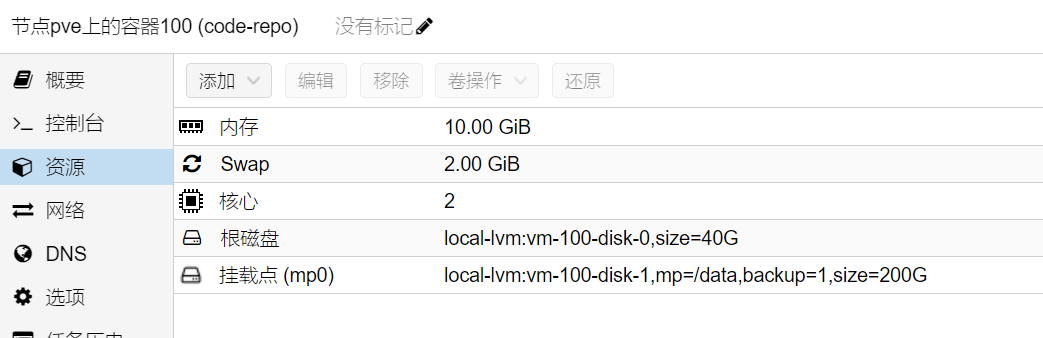 节点pve上的容器100 (code-repo) 没有标记
概要
添加 编辑 移除 卷操作 还原
控制台
内存 10.00 GiB
资源
Swap 2.00 GiB
网络
核心 2
DNS
根磁盘 local-lvm:vm-100-disk-0,size=40G
选项
挂载点 (mp0) local-lvm:vm-100-disk-1,mp=/data,backup=1,size=200G
任务历史